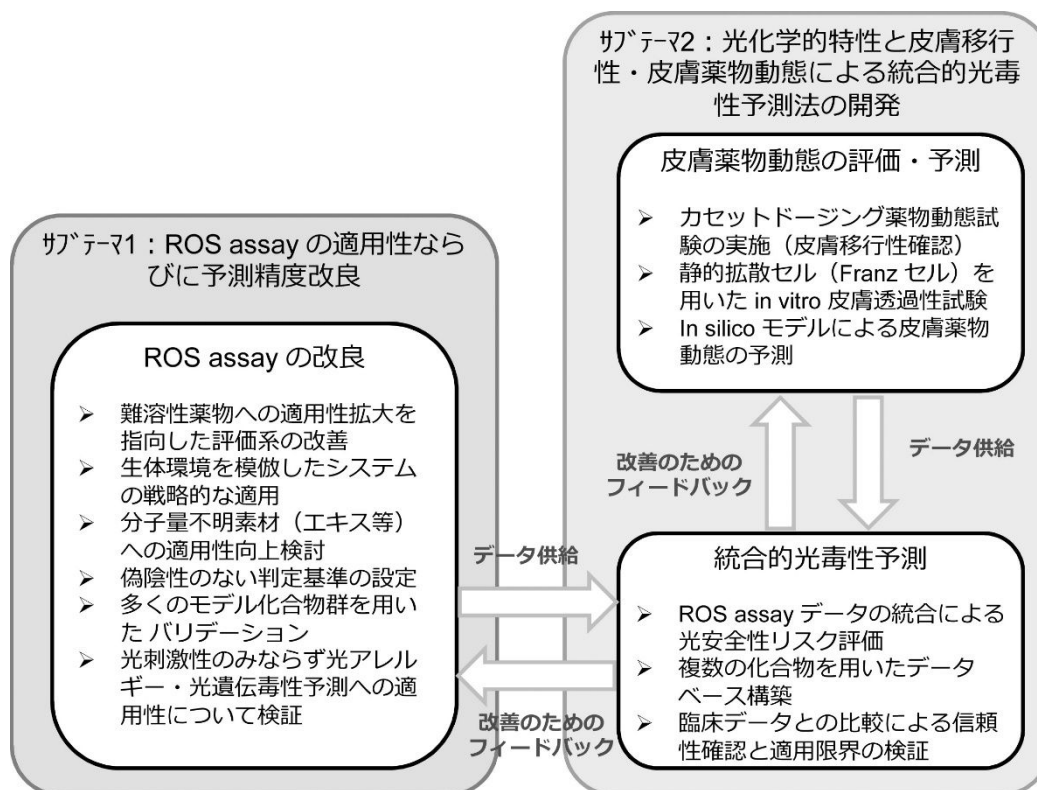 ｻﾌﾞﾃｰﾏ1：ROS assay の適用性なら
びに予測精度改良
ROS assay の改良
➢ 難溶性薬物への適用性拡大を
指向した評価系の改善
➢ 生体環境を模倣したシステム
の戦略的な適用
➢ 分子量不明素材（エキス等）
への適用性向上検討
➢ 偽陰性のない判定基準の設定
➢ 多くのモデル化合物群を用い
た バリデーション
➢ 光刺激性のみならず光アレル
ギー・光遺伝毒性予測への適
用性について検証
データ供給
改善のための
フィードバック
ｻﾌﾞﾃｰﾏ2：光化学的特性と皮膚移行
性・皮膚薬物動態による統合的光毒
性予測法の開発
皮膚薬物動態の評価・予測
➢ カセットドージング薬物動態試
験の実施（皮膚移行性確認）
➢ 静的拡散セル（Franz セル）を
用いた in vitro 皮膚透過性試験
➢ In silico モデルによる皮膚薬物
動態の予測
改善のための
フィードバック
データ供給
統合的光毒性予測
➢ ROS assay データの統合による
光安全性リスク評価
➢ 複数の化合物を用いたデータ
ベース構築
➢ 臨床データとの比較による信頼
性確認と適用限界の検証